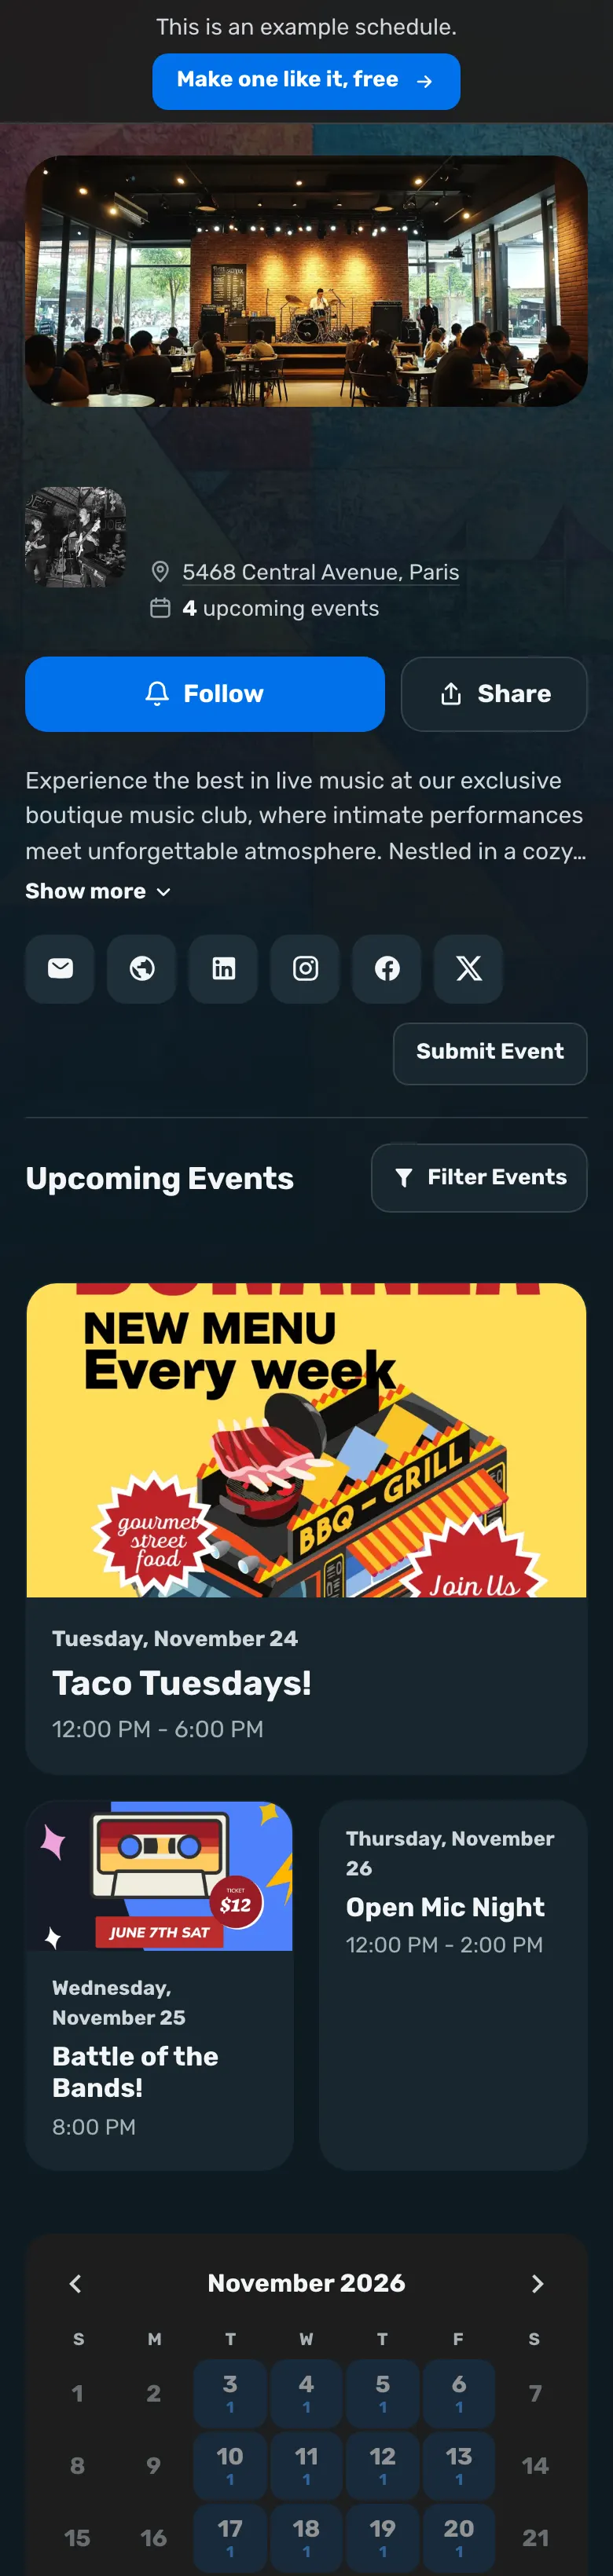 This is an example schedule.
Make one like it, free →
5468 Central Avenue, Paris
4 upcoming events
Follow
Share
Experience the best in live music at our exclusive
boutique music club, where intimate performances
meet unforgettable atmosphere. Nestled in a cozy…
Show more
Submit Event
Upcoming Events
Filter Events
BONANZA
NEW MENU
Every week
BBQ - GRILL
gourmet
street
food
Join Us
Tuesday, November 24
Taco Tuesdays!
12:00 PM - 6:00 PM
TICKET
$12
JUNE 7TH SAT
Wednesday,
November 25
Battle of the
Bands!
8:00 PM
Thursday, November
26
Open Mic Night
12:00 PM - 2:00 PM
November 2026
S M T W T F S
1 2 3 4 5 6 7
1 1 1 1
8 9 10 11 12 13 14
1 1 1 1
15 16 17 18 19 20 21
1 1 1 1